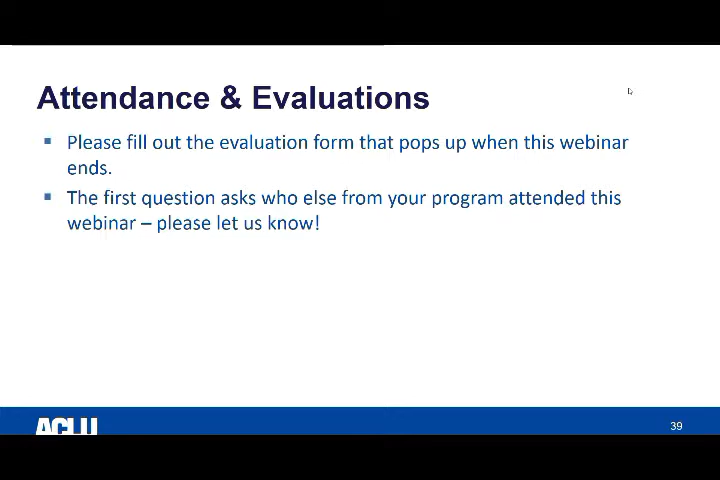 Attendance & Evaluations
▪ Please fill out the evaluation form that pops up when this webinar
ends.
▪ The first question asks who else from your program attended this
webinar – please let us know!
ACLU
39